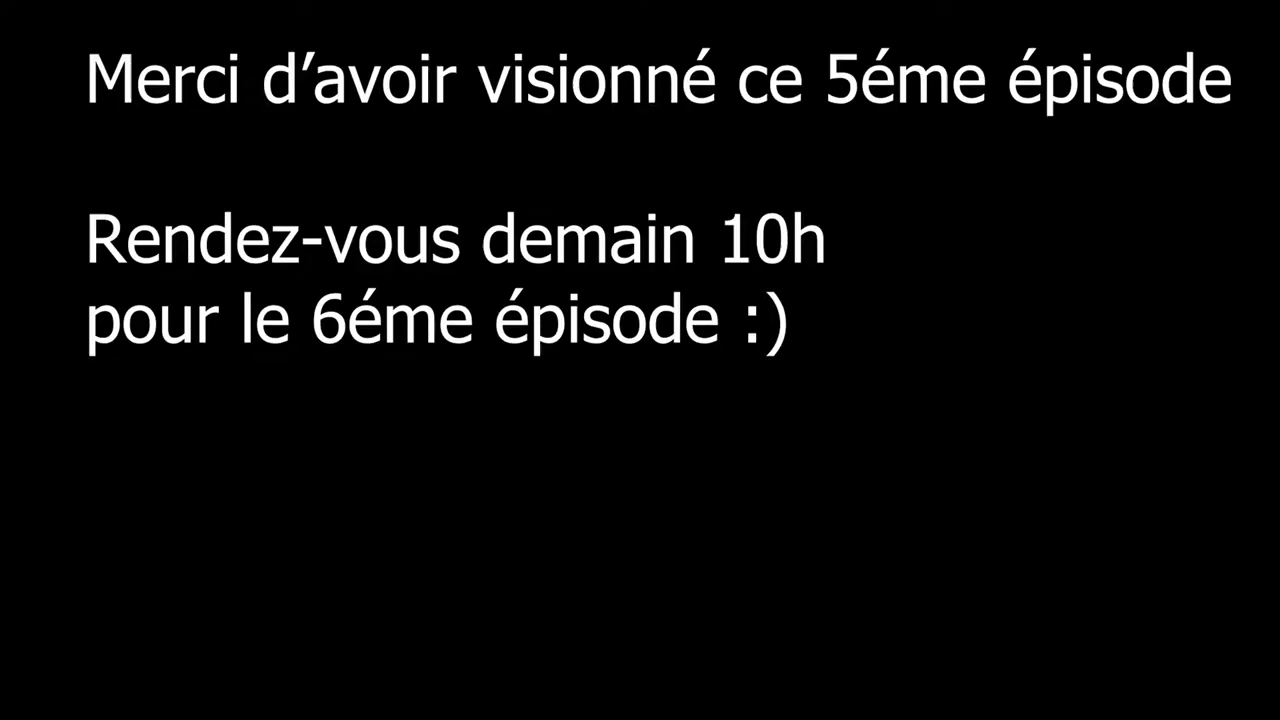 Merci d’avoir visionné ce 5éme épisode
Rendez-vous demain 10h
pour le 6éme épisode :)